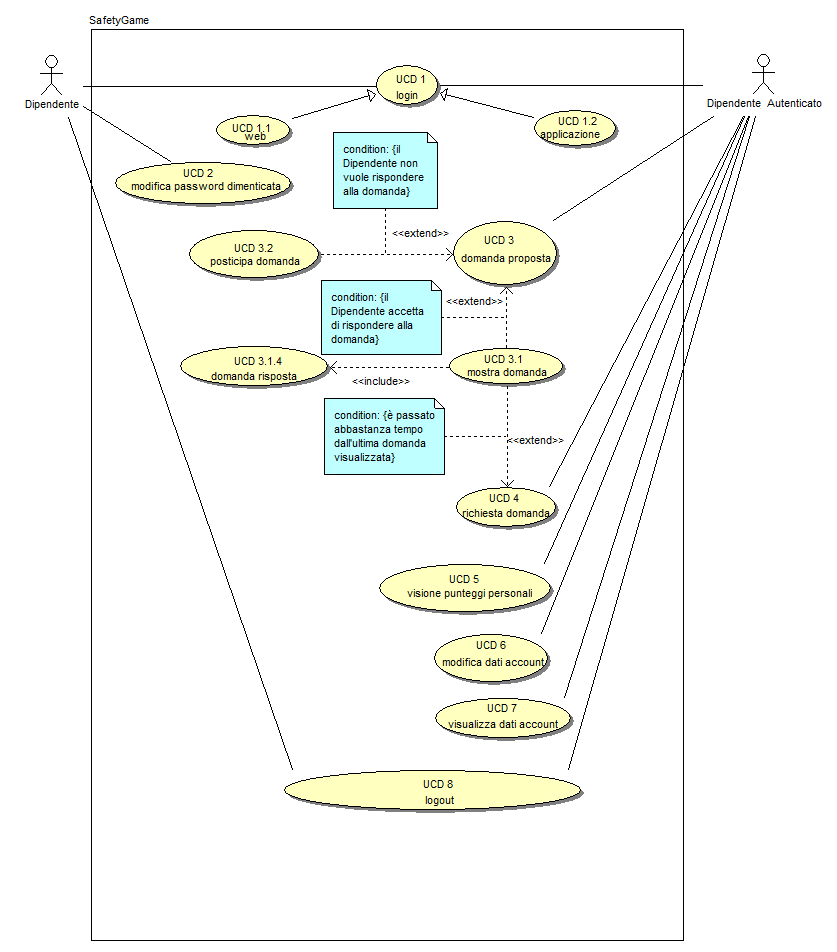 SafetyGame
Dipendente
Dipendente Autenticato
UCD 1
login
UCD 1.1
web
UCD 1.2
applicazione
UCD 2
modifica password dimenticata
condition: {il
Dipendente non
vuole rispondere
alla domanda}
<<extend>>
UCD 3.2
posticipa domanda
UCD 3
domanda proposta
condition: {il
Dipendente accetta
di rispondere alla
domanda}
<<extend>>
UCD 3.1.4
domanda risposta
UCD 3.1
mostra domanda
<<include>>
condition: {è passato
abbastanza tempo
dall'ultima domanda
visualizzata}
<<extend>>
UCD 4
richiesta domanda
UCD 5
visione punteggi personali
UCD 6
modifica dati account
UCD 7
visualizza dati account
UCD 8
logout